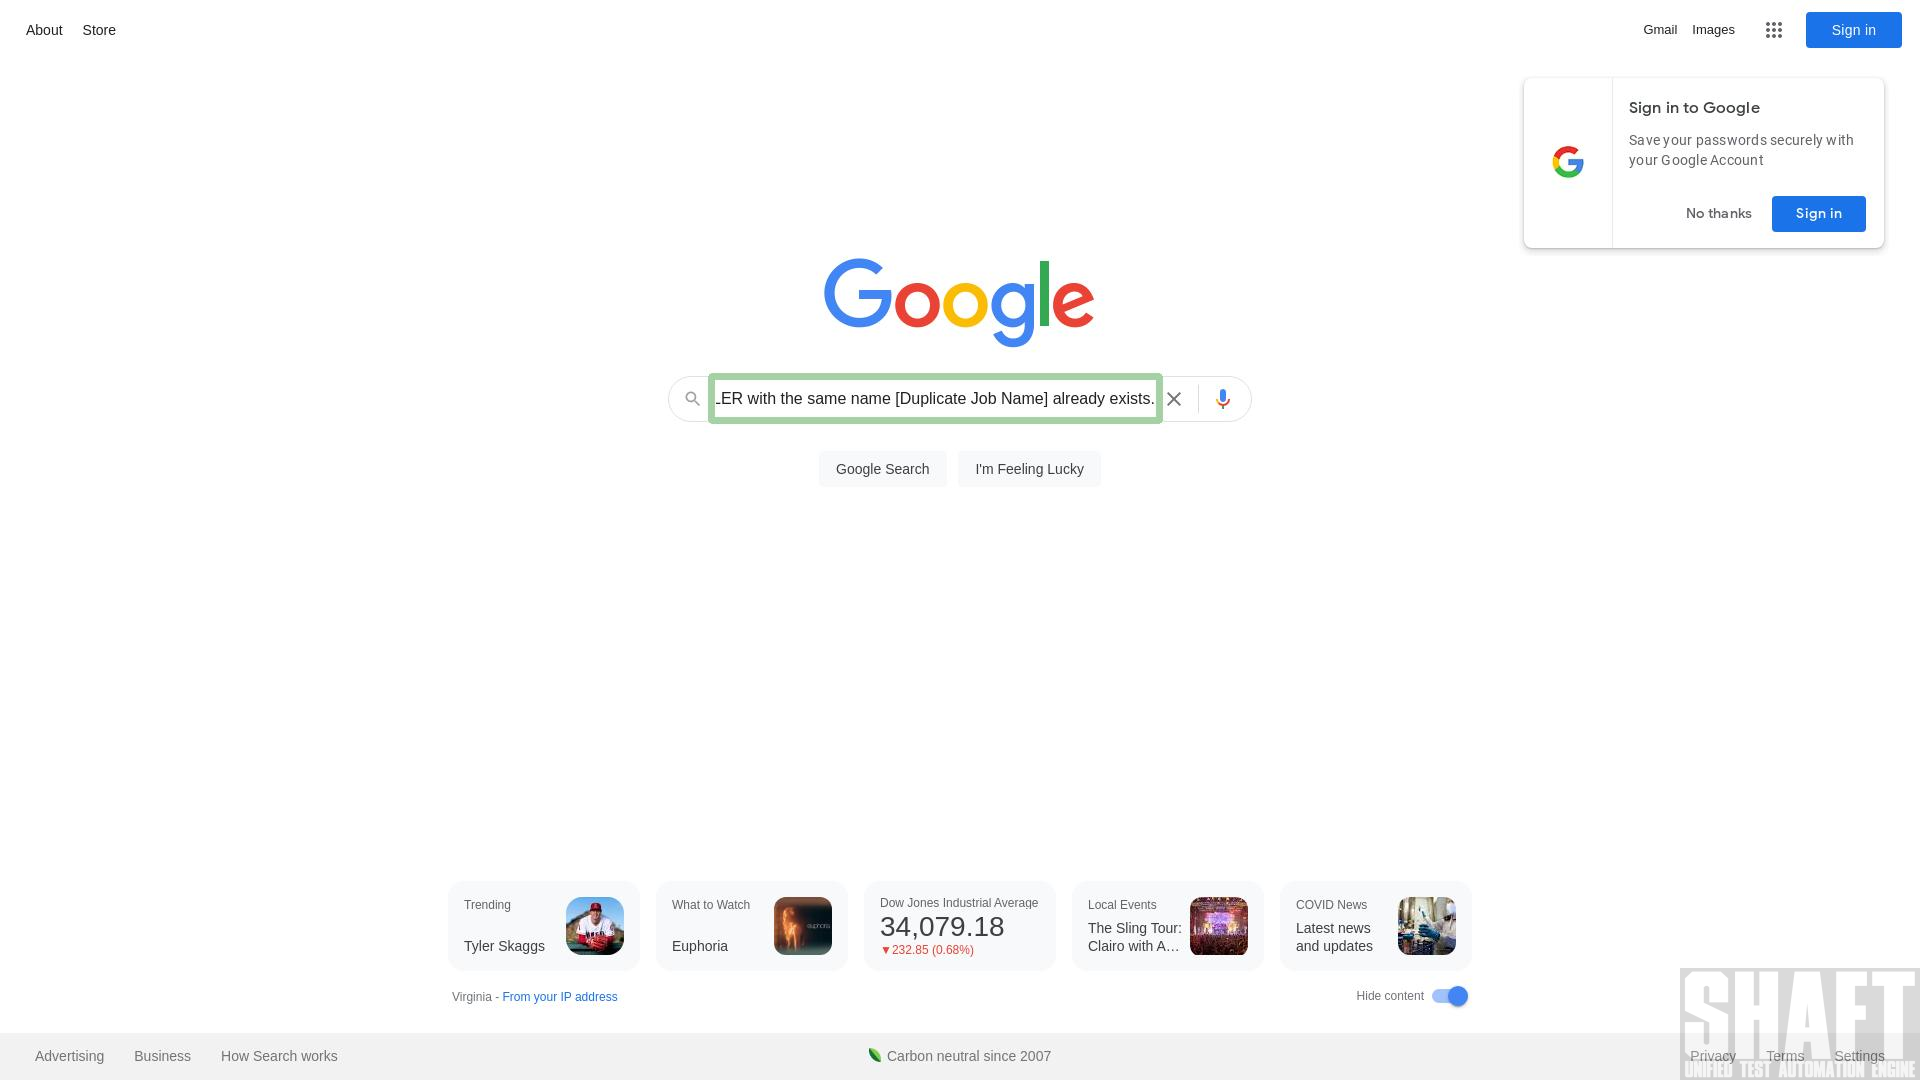 About Store
Gmail Images Sign in
Sign in to Google
Save your passwords securely with
your Google Account
No thanks Sign in
Google
LER with the same name [Duplicate Job Name] already exists.
Google Search I'm Feeling Lucky
Trending
Tyler Skaggs
What to Watch
Euphoria
euphoria
Dow Jones Industrial Average
34,079.18
▼232.85 (0.68%)
Local Events
The Sling Tour:
Clairo with A…
COVID News
Latest news
and updates
Virginia - From your IP address
Hide content
Advertising Business How Search works
Carbon neutral since 2007
Privacy Terms Settings
SHAFT
UNIFIED TEST AUTOMATION ENGINE